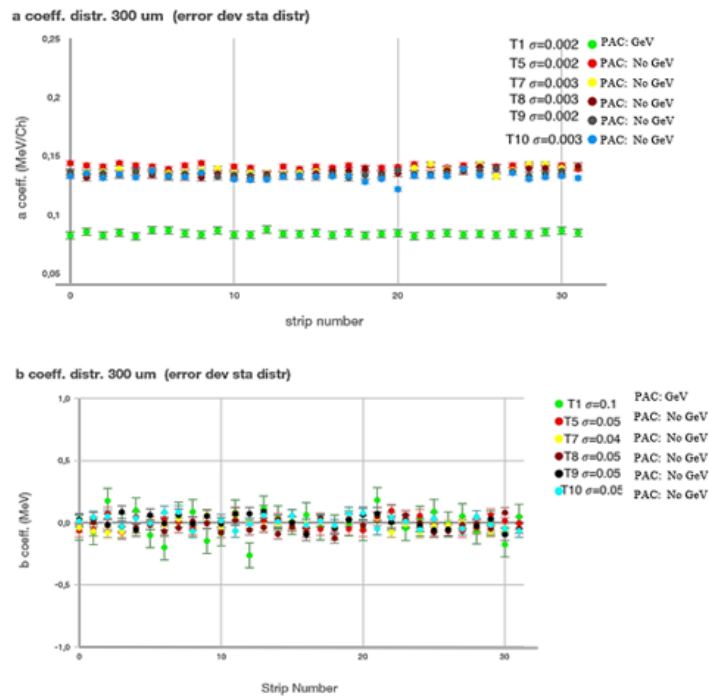 a coeff. distr. 300 um (error dev sta distr)
0,25
T1 σ=0.002 PAC: GeV
T5 σ=0.002 PAC: No GeV
T7 σ=0.003 PAC: No GeV
T8 σ=0.003 PAC: No GeV
T9 σ=0.002 PAC: No GeV
T10 σ=0.003 PAC: No GeV
0,2
0,15
0,1
0,05
a coeff. (MeV/Ch)
0 10 20 30
strip number
b coeff. distr. 300 um (error dev sta distr)
1,0
T1 σ=0.1 PAC: GeV
T5 σ=0.05 PAC: No GeV
T7 σ=0.04 PAC: No GeV
T8 σ=0.05 PAC: No GeV
T9 σ=0.05 PAC: No GeV
T10 σ=0.05 PAC: No GeV
0,5
0,0
-0,5
-1,0
b coeff. (MeV)
0 10 20 30
Strip Number